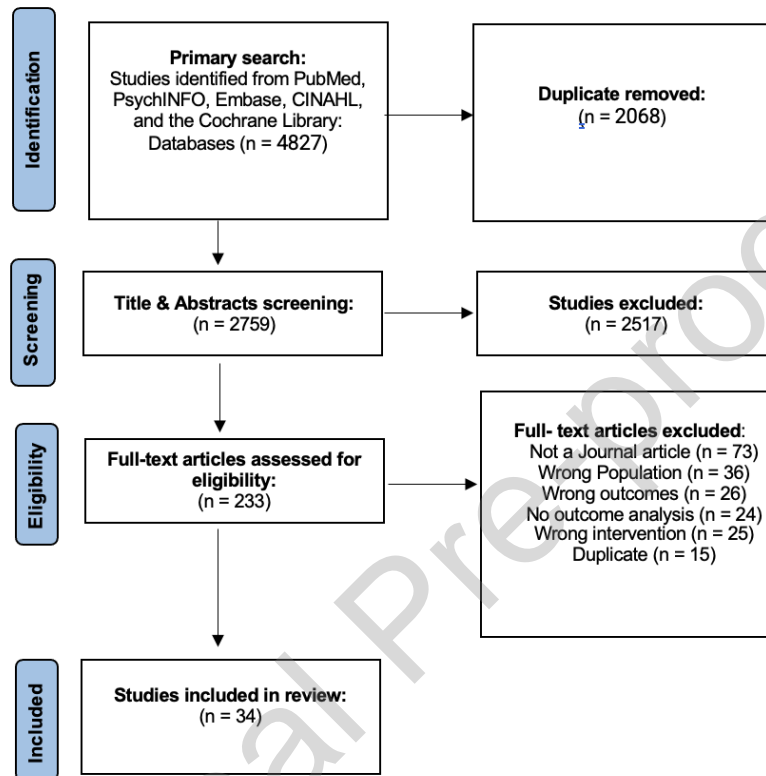 Identification
Primary search:
Studies identified from PubMed,
PsychINFO, Embase, CINAHL,
and the Cochrane Library:
Databases (n = 4827)
Duplicate removed:
(n = 2068)
Screening
Title & Abstracts screening:
(n = 2759)
Studies excluded:
(n = 2517)
Eligibility
Full-text articles assessed for
eligibility:
(n = 233)
Full- text articles excluded:
Not a Journal article (n = 73)
Wrong Population (n = 36)
Wrong outcomes (n = 26)
No outcome analysis (n = 24)
Wrong intervention (n = 25)
Duplicate (n = 15)
Included
Studies included in review:
(n = 34)
al Pre-proo